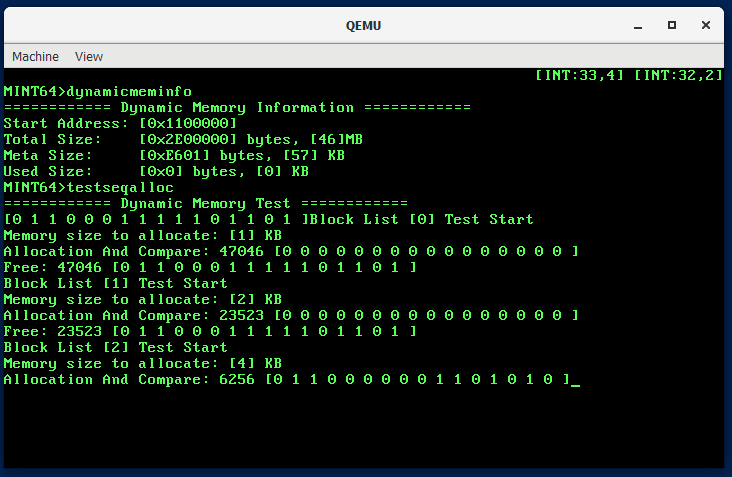 QEMU
Machine View
[INT:33,4] [INT:32,2]
MINT64>dynamicmeminfo
============ Dynamic Memory Information ============
Start Address: [0x1100000]
Total Size:    [0x2E00000] bytes, [46]MB
Meta Size:     [0xE601] bytes, [57] KB
Used Size:     [0x0] bytes, [0] KB
MINT64>testseqalloc
============ Dynamic Memory Test ============
[0 1 1 0 0 0 1 1 1 1 1 0 1 1 0 1 ]Block List [0] Test Start
Memory size to allocate: [1] KB
Allocation And Compare: 47046 [0 0 0 0 0 0 0 0 0 0 0 0 0 0 0 0 ]
Free: 47046 [0 1 1 0 0 0 1 1 1 1 1 0 1 1 0 1 ]
Block List [1] Test Start
Memory size to allocate: [2] KB
Allocation And Compare: 23523 [0 0 0 0 0 0 0 0 0 0 0 0 0 0 0 0 ]
Free: 23523 [0 1 1 0 0 0 1 1 1 1 1 0 1 1 0 1 ]
Block List [2] Test Start
Memory size to allocate: [4] KB
Allocation And Compare: 6256 [0 1 1 0 0 0 0 0 0 1 1 0 1 0 1 0 ]_